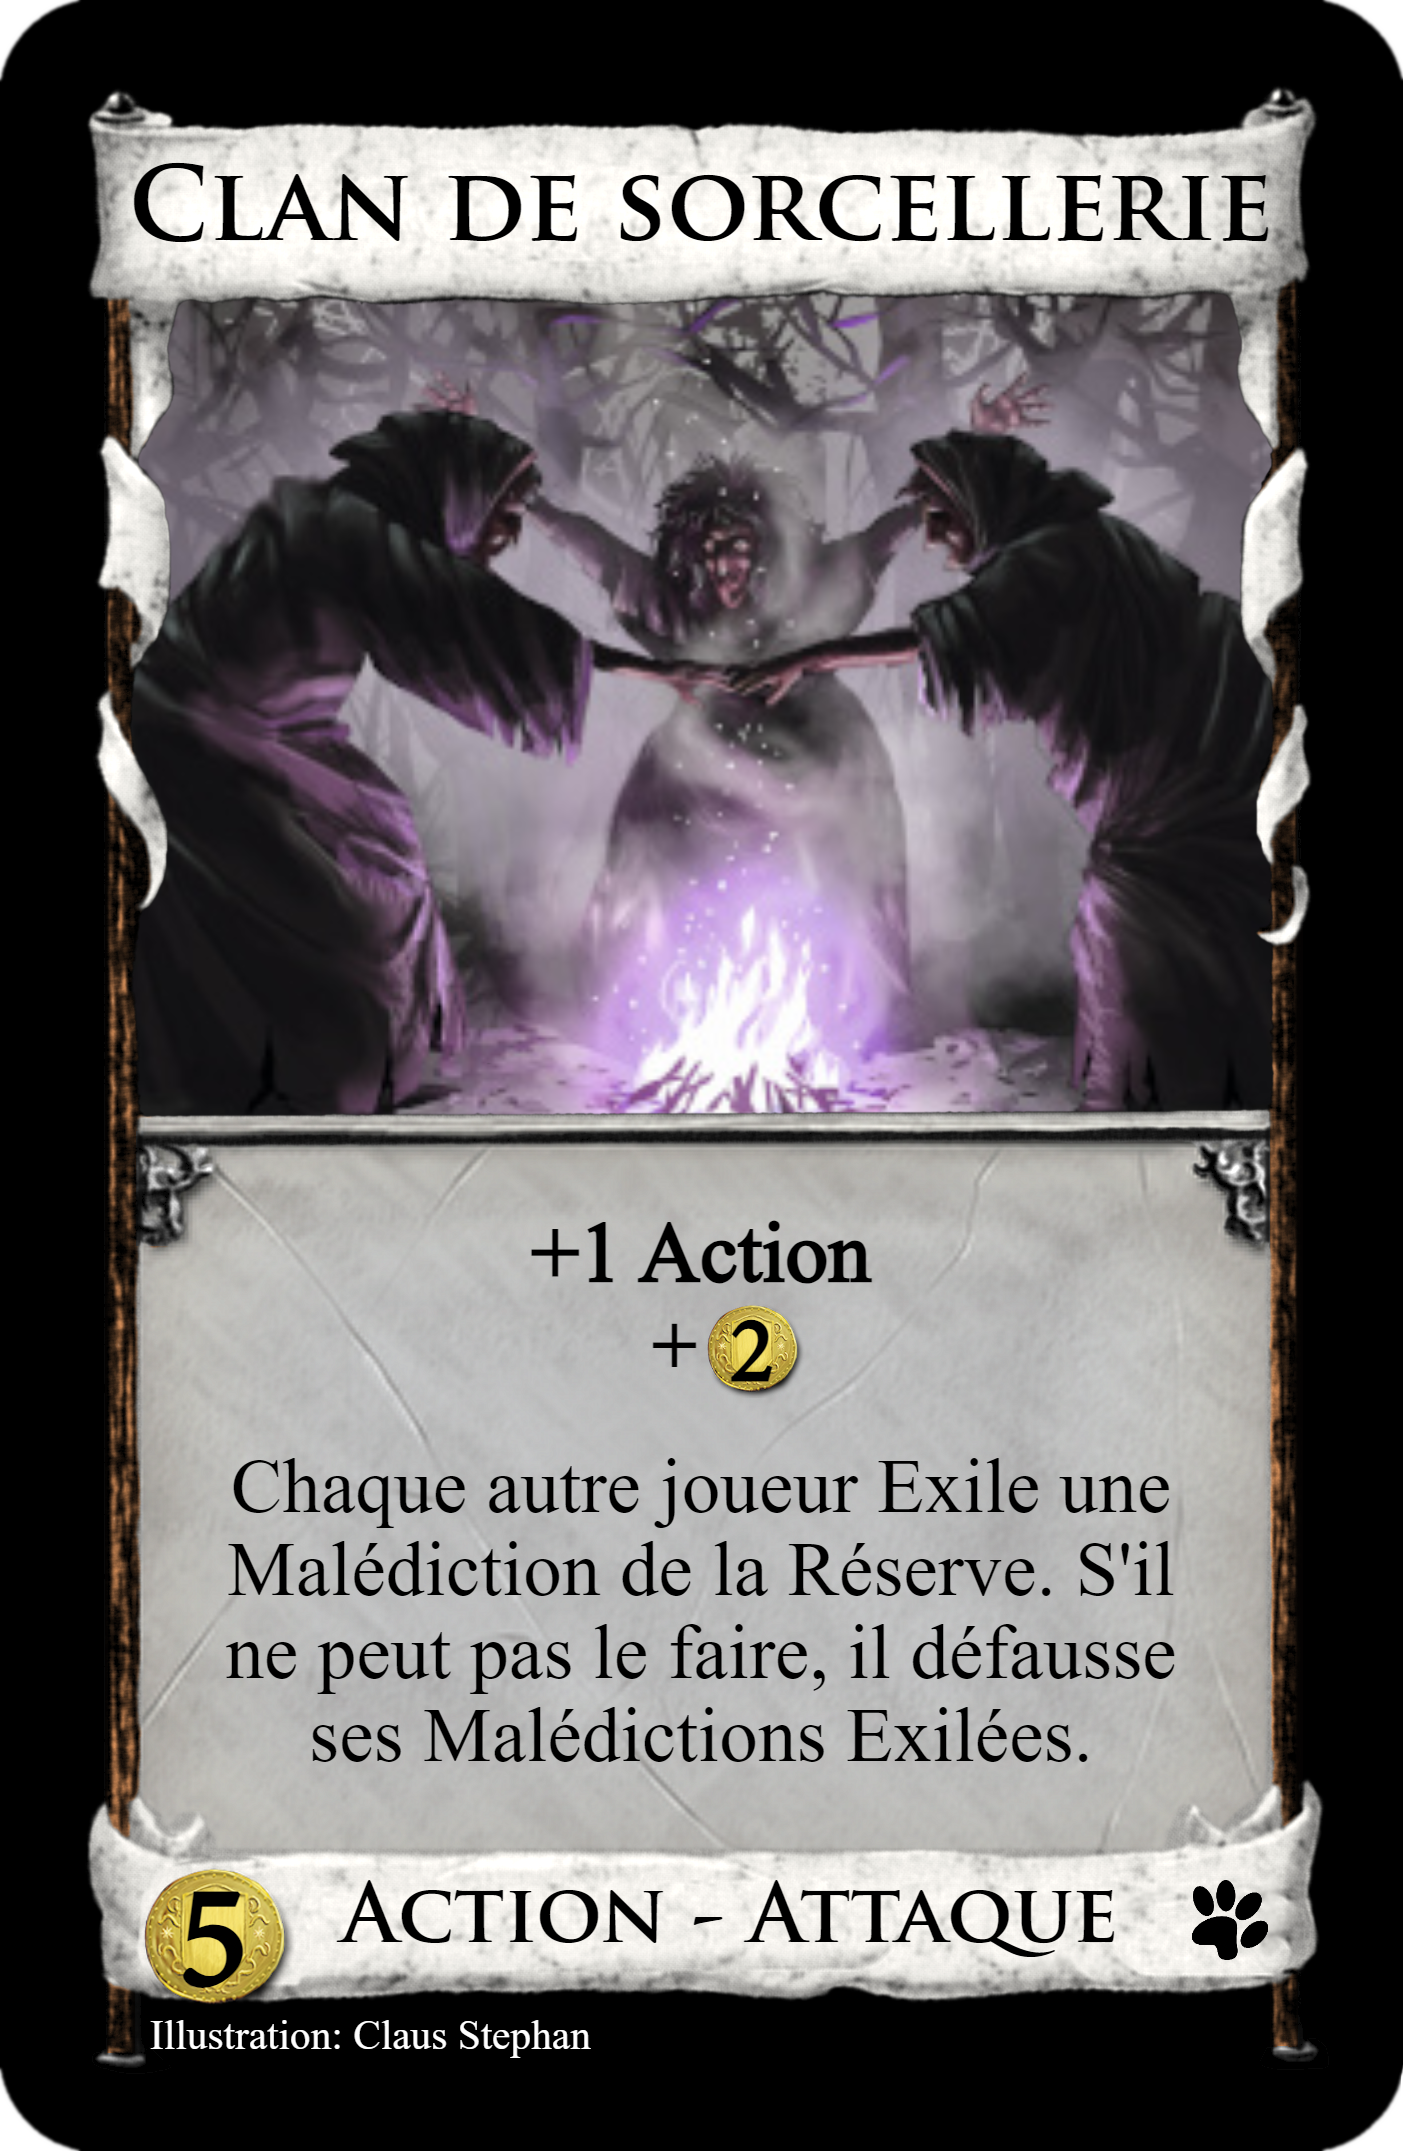 Clan de sorcellerie
+1 Action
+ 2
Chaque autre joueur Exile une
Malédiction de la Réserve. S'il
ne peut pas le faire, il défausse
ses Malédictions Exilées.
5 Action - Attaque
Illustration: Claus Stephan